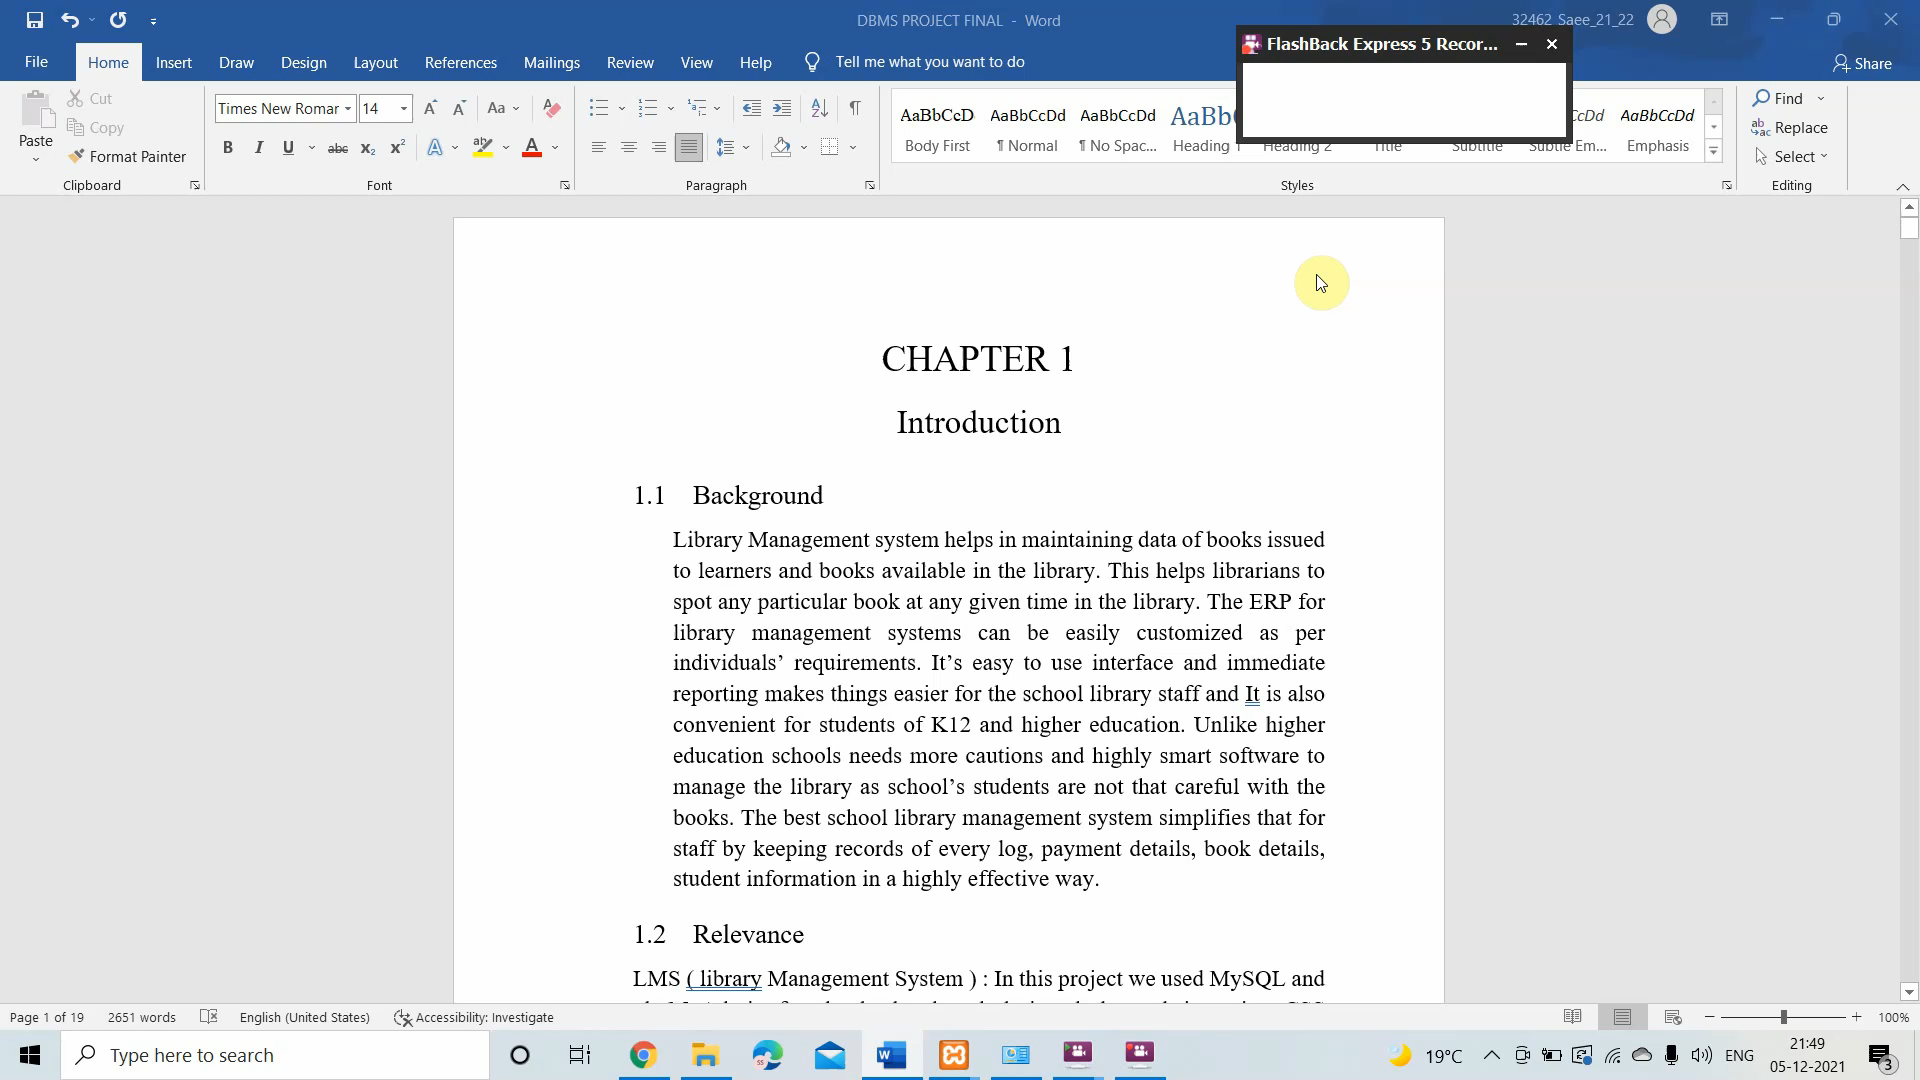 DBMS PROJECT FINAL - Word
32462_Saee_21_22
FlashBack Express 5 Recor...
File Home Insert Draw Design Layout References Mailings Review View Help Tell me what you want to do
Share
Cut
Copy
Paste
Format Painter
Times New Roman 14
AaBbCcD AaBbCcDd AaBbCcDd AaBbC AaBbCcDd
Body First ¶ Normal ¶ No Spac... Heading 1 Heading 2 Title Subtitle Subtle Em... Emphasis
Find
Replace
Select
Clipboard Font Paragraph Styles Editing
CHAPTER 1
Introduction
1.1 Background
Library Management system helps in maintaining data of books issued
to learners and books available in the library. This helps librarians to
spot any particular book at any given time in the library. The ERP for
library management systems can be easily customized as per
individuals’ requirements. It’s easy to use interface and immediate
reporting makes things easier for the school library staff and It is also
convenient for students of K12 and higher education. Unlike higher
education schools needs more cautions and highly smart software to
manage the library as school’s students are not that careful with the
books. The best school library management system simplifies that for
staff by keeping records of every log, payment details, book details,
student information in a highly effective way.
1.2 Relevance
LMS ( library Management System ) : In this project we used MySQL and
Page 1 of 19 2651 words English (United States) Accessibility: Investigate 100%
Type here to search
19°C ENG
21:49
05-12-2021
3